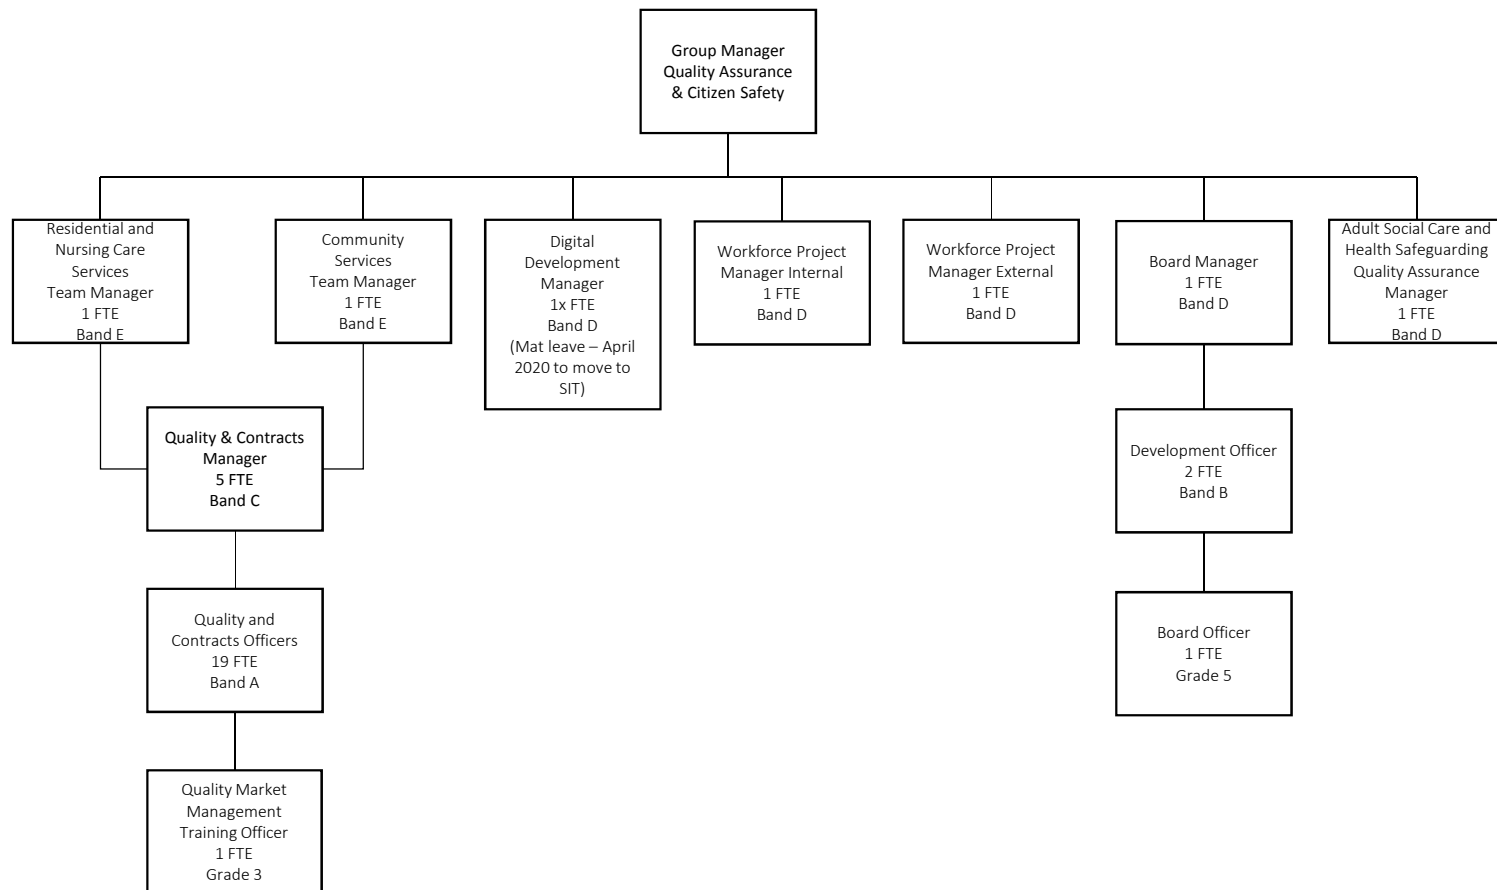 Group Manager
Quality Assurance
& Citizen Safety
Residential and
Nursing Care
Services
Team Manager
1 FTE
Band E
Community
Services
Team Manager
1 FTE
Band E
Digital
Development
Manager
1x FTE
Band D
(Mat leave – April
2020 to move to
SIT)
Workforce Project
Manager Internal
1 FTE
Band D
Workforce Project
Manager External
1 FTE
Band D
Board Manager
1 FTE
Band D
Adult Social Care and
Health Safeguarding
Quality Assurance
Manager
1 FTE
Band D
Quality & Contracts
Manager
5 FTE
Band C
Development Officer
2 FTE
Band B
Quality and
Contracts Officers
19 FTE
Band A
Board Officer
1 FTE
Grade 5
Quality Market
Management
Training Officer
1 FTE
Grade 3